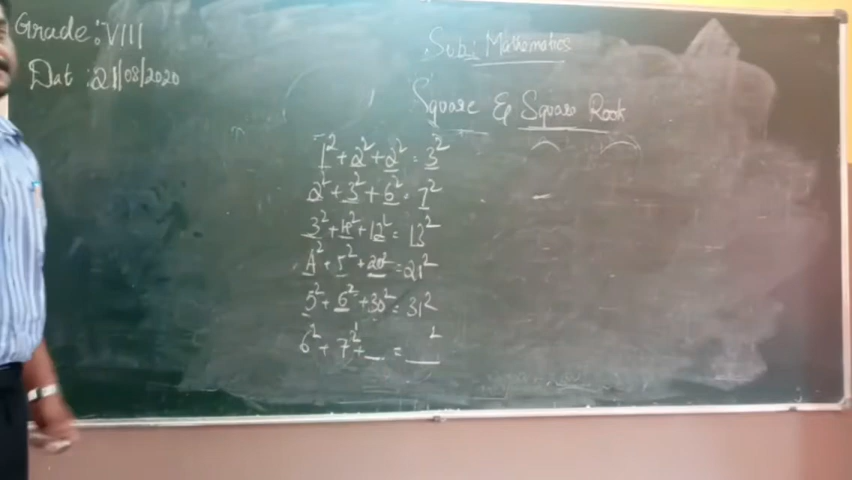 Grade : VIII
Dat : 21/08/2020
Sub: Mathematics
Square & Square Root
1² + 2² + 2² = 3²
2² + 3² + 6² = 7²
3² + 4² + 12² = 13²
4² + 5² + 20² = 21²
5² + 6² + 30² = 31²
6² + 7² + __ = __²